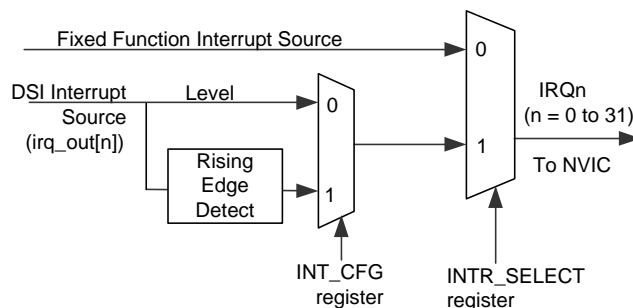 Fixed Function Interrupt Source
0
DSI Interrupt
Source
(irq_out[n])
Level
0
Rising
Edge
Detect
1
1
IRQn
(n = 0 to 31)
To NVIC
INT_CFG
register
INTR_SELECT
register